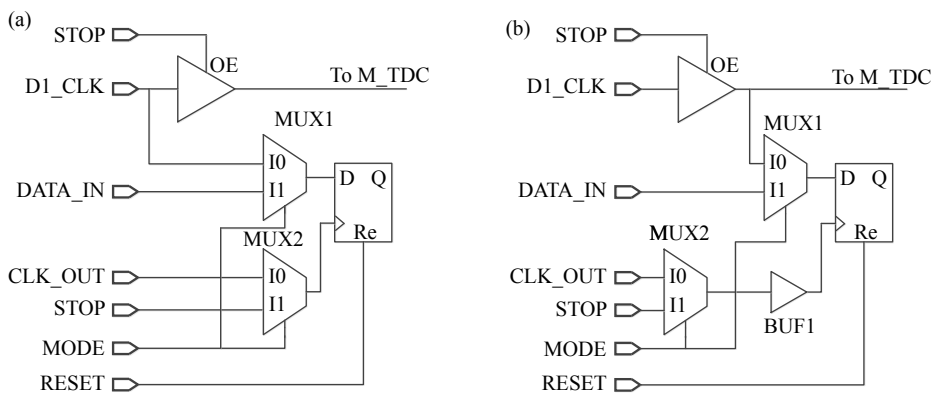 (a)
STOP
OE
D1_CLK
To M_TDC
MUX1
I0
I1
DATA_IN
D Q
Re
MUX2
CLK_OUT
I0
STOP
I1
MODE
RESET
(b)
STOP
OE
D1_CLK
To M_TDC
MUX1
I0
I1
DATA_IN
D Q
Re
MUX2
CLK_OUT
I0
STOP
I1
BUF1
MODE
RESET